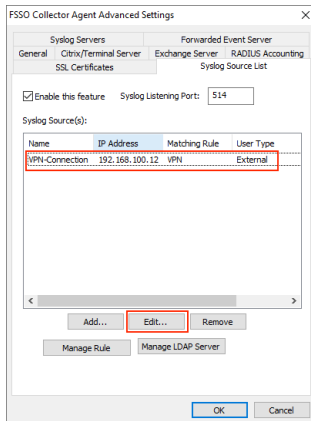 FSSO Collector Agent Advanced Settings
Syslog Servers Forwarded Event Server
General Citrix/Terminal Server Exchange Server RADIUS Accounting
SSL Certificates Syslog Source List
Enable this feature Syslog Listening Port: 514
Syslog Source(s):
Name IP Address Matching Rule User Type
VPN-Connection 192.168.100.12 VPN External
Add... Edit... Remove
Manage Rule Manage LDAP Server
OK Cancel